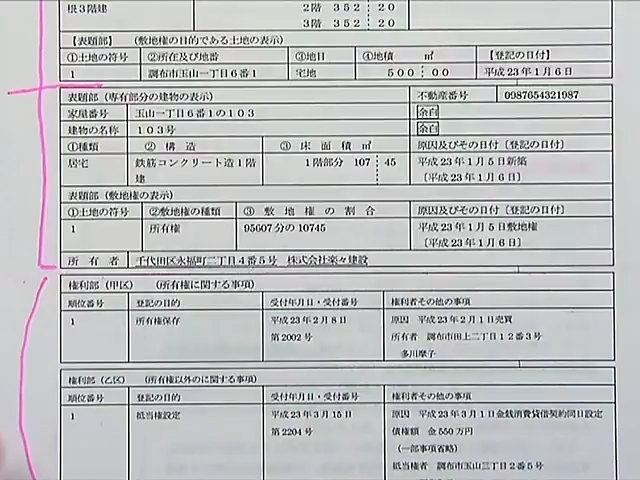 根3階建 2階 352 20
3階 352 20
【表題部】 (敷地権の目的である土地の表示)
①土地の符号 ②所在及び地番 ③地目 ④地積 ㎡ 【登記の日付】
1 調布市玉山一丁目6番1 宅地 500 00 平成23年1月6日
表題部 (専有部分の建物の表示) 不動産番号 0987654321987
家屋番号 玉山一丁目6番1の103 余白
建物の名称 103号 余白
①種類 ② 構 造 ③ 床 面 積 ㎡ 原因及びその日付〔登記の日付〕
居宅 鉄筋コンクリート造1階建 1階部分 107 45 平成23年1月5日新築
〔平成23年1月6日〕
表題部 (敷地権の表示)
①土地の符号 ②敷地権の種類 ③ 敷 地 権 の 割 合 原因及びその日付〔登記の日付〕
1 所有権 95607分の10745 平成23年1月5日敷地権
〔平成23年1月6日〕
所 有 者 千代田区永福町二丁目4番5号 株式会社楽々建設
権利部 (甲区) (所有権に関する事項)
順位番号 登記の目的 受付年月日・受付番号 権利者その他の事項
1 所有権保存 平成23年2月8日 原因 平成23年2月1日売買
第2002号 所有者 調布市田上二丁目12番3号
多川摩子
権利部 (乙区) (所有権以外のに関する事項)
順位番号 登記の目的 受付年月日・受付番号 権利者その他の事項
1 抵当権設定 平成23年3月15日 原因 平成23年3月1日金銭消費貸借契約同日設定
第2204号 債権額 金550万円
(一部事項省略)
抵当権者 調布市玉山三丁目2番5号